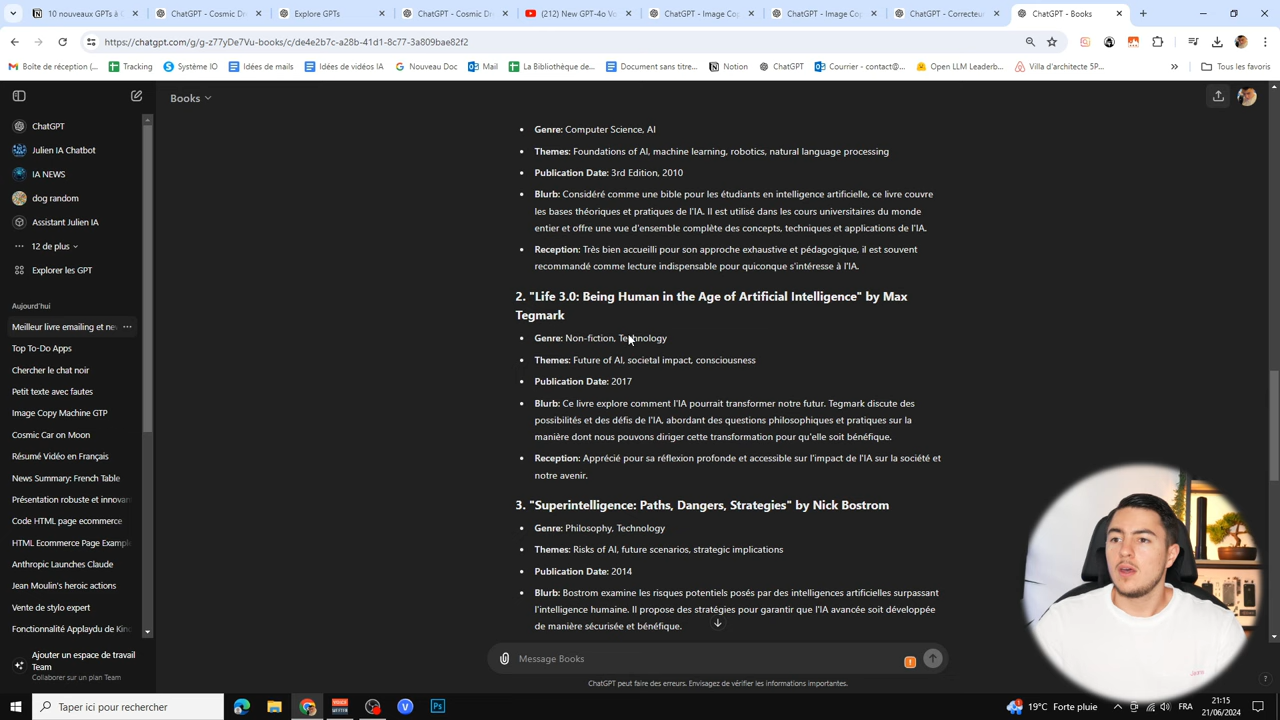 10 nouveaux GPTs à
ChatGPT - Cosmic Dr
Explore GPTs
ChatGPT - Cosmic Dr
(212) New GPT-4o Vo
ChatGPT - Image Cop
ChatGPT - Image Cop
ChatGPT - Correcteur
ChatGPT - Books
https://chatgpt.com/g/g-z77yDe7Vu-books/c/de4e2b7c-a28b-41d1-8c77-3a809bae82f2
Boîte de réception (...
Tracking
Système IO
Idées de mails
Idées de vidéos IA
Nouveau Doc
Mail
La Bibliothèque de...
Document sans titre...
Notion
ChatGPT
Courrier - contact@...
Open LLM Leaderb...
Villa d'architecte 5P...
»
Tous les favoris
Books
ChatGPT
Julien IA Chatbot
IA NEWS
dog random
Assistant Julien IA
12 de plus
Explorer les GPT
Aujourd'hui
Meilleur livre emailing et ne
Top To-Do Apps
Chercher le chat noir
Petit texte avec fautes
Image Copy Machine GTP
Cosmic Car on Moon
Résumé Vidéo en Français
News Summary: French Table
Présentation robuste et innovan
Code HTML page ecommerce
HTML Ecommerce Page Exampl
Anthropic Launches Claude
Jean Moulin's heroic actions
Vente de stylo expert
Fonctionnalité Applaydu de Kin
Ajouter un espace de travail
Team
Collaborer sur un plan Team
• Genre: Computer Science, AI
• Themes: Foundations of AI, machine learning, robotics, natural language processing
• Publication Date: 3rd Edition, 2010
• Blurb: Considéré comme une bible pour les étudiants en intelligence artificielle, ce livre couvre
les bases théoriques et pratiques de l'IA. Il est utilisé dans les cours universitaires du monde
entier et offre une vue d'ensemble complète des concepts, techniques et applications de l'IA.
• Reception: Très bien accueilli pour son approche exhaustive et pédagogique, il est souvent
recommandé comme lecture indispensable pour quiconque s'intéresse à l'IA.
2. "Life 3.0: Being Human in the Age of Artificial Intelligence" by Max
Tegmark
• Genre: Non-fiction, Technology
• Themes: Future of AI, societal impact, consciousness
• Publication Date: 2017
• Blurb: Ce livre explore comment l'IA pourrait transformer notre futur. Tegmark discute des
possibilités et des défis de l'IA, abordant des questions philosophiques et pratiques sur la
manière dont nous pouvons diriger cette transformation pour qu'elle soit bénéfique.
• Reception: Apprécié pour sa réflexion profonde et accessible sur l'impact de l'IA sur la société et
notre avenir.
3. "Superintelligence: Paths, Dangers, Strategies" by Nick Bostrom
• Genre: Philosophy, Technology
• Themes: Risks of AI, future scenarios, strategic implications
• Publication Date: 2014
• Blurb: Bostrom examine les risques potentiels posés par des intelligences artificielles surpassant
l'intelligence humaine. Il propose des stratégies pour garantir que l'IA avancée soit développée
de manière sécurisée et bénéfique.
Message Books
ChatGPT peut faire des erreurs. Envisagez de vérifier les informations importantes.
?
Taper ici pour rechercher
Ps
19°C Forte pluie
FRA
21:15
21/06/2024